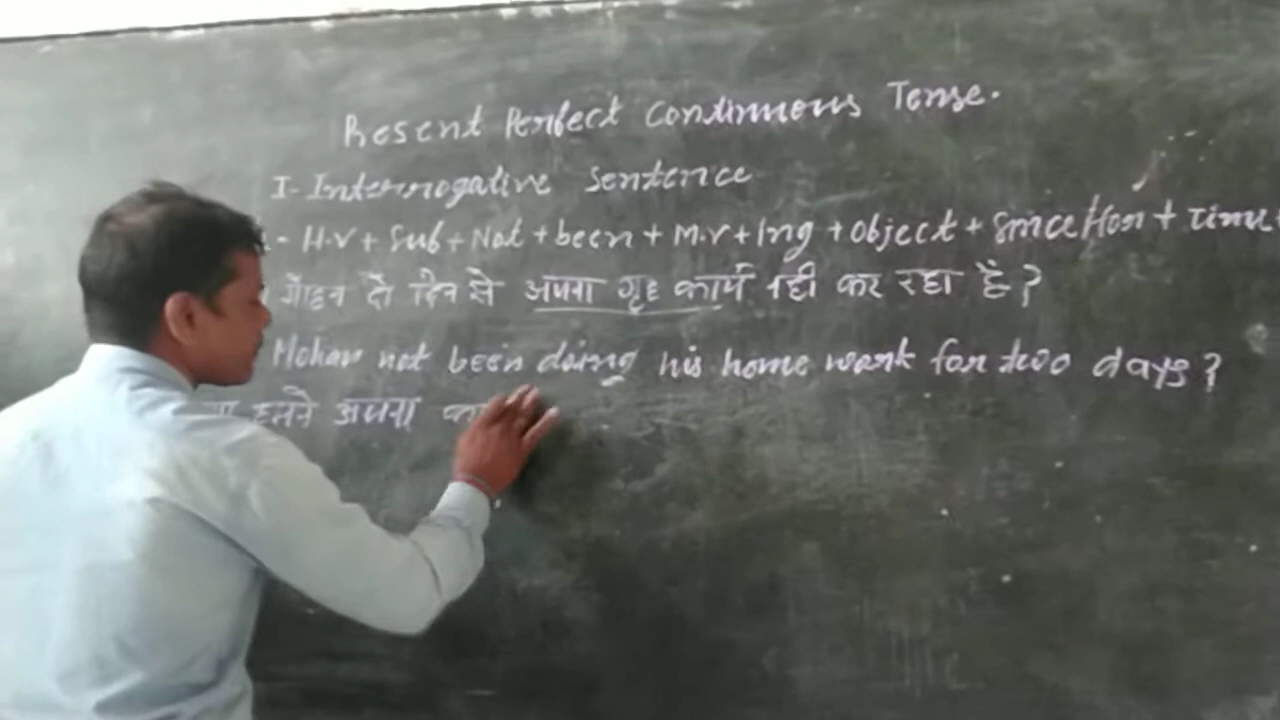 Present Perfect Continuous Tense.
I- Interrogative Sentence
- H.V + Sub + Not + been + M.V + Ing + Object + Since/for + Time
मोहन दो दिन से अपना गृह कार्य नही कर रहा है ?
Mohan not been doing his home work for two days ?
हमने अपना